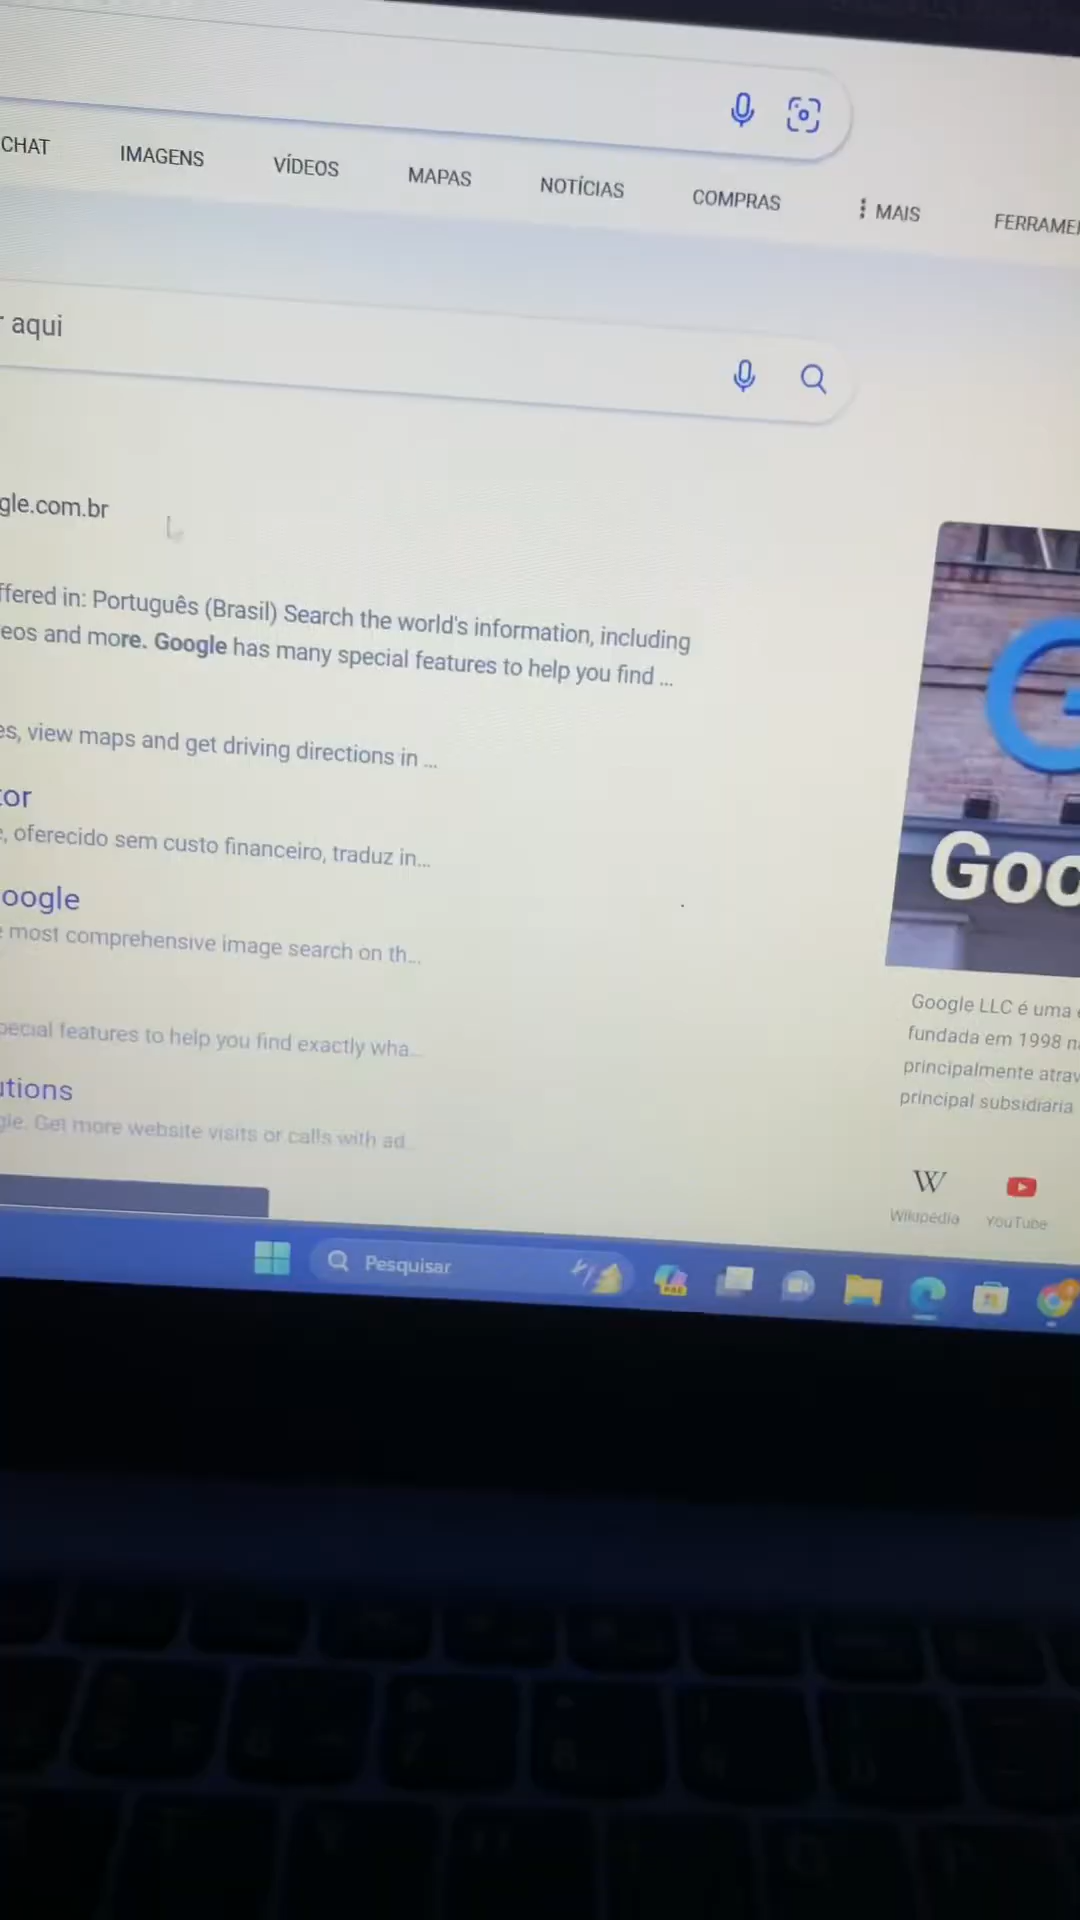 CHAT IMAGENS VÍDEOS MAPAS NOTÍCIAS COMPRAS MAIS
aqui
gle.com.br
ffered in: Português (Brasil) Search the world's information, including
eos and more. Google has many special features to help you find ...
es, view maps and get driving directions in ...
tor
e, oferecido sem custo financeiro, traduz in...
oogle
e most comprehensive image search on th...
pecial features to help you find exactly wha...
utions
gle. Get more website visits or calls with ad...
Goo
Google LLC é uma
fundada em 1998 n
principalmente atrav
principal subsidiária
W
Wikipedia YouTube
Pesquisar
PRE